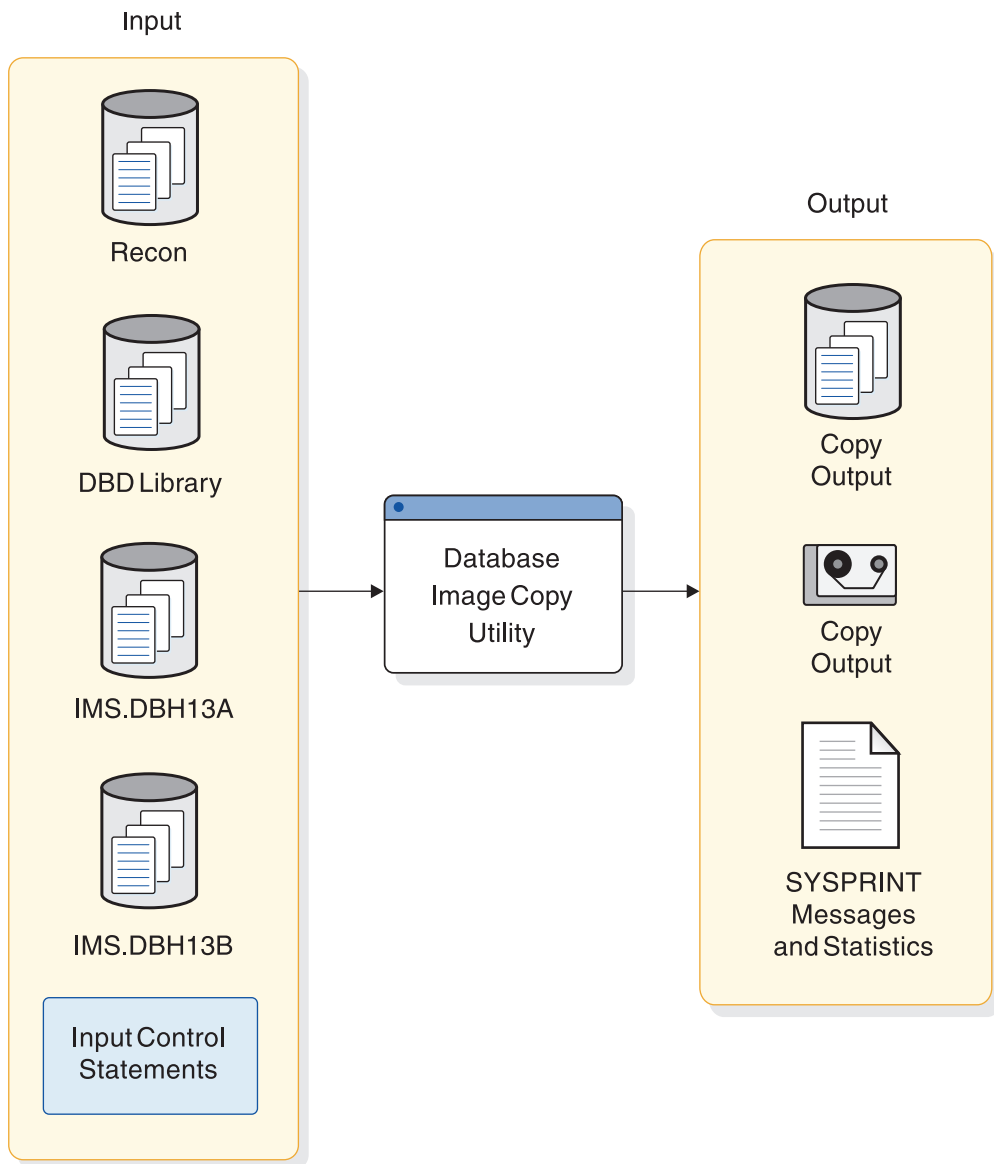 Input
Recon
DBD Library
IMS.DBH13A
IMS.DBH13B
Input Control
Statements
Database
Image Copy
Utility
Output
Copy
Output
Copy
Output
SYSPRINT
Messages
and Statistics